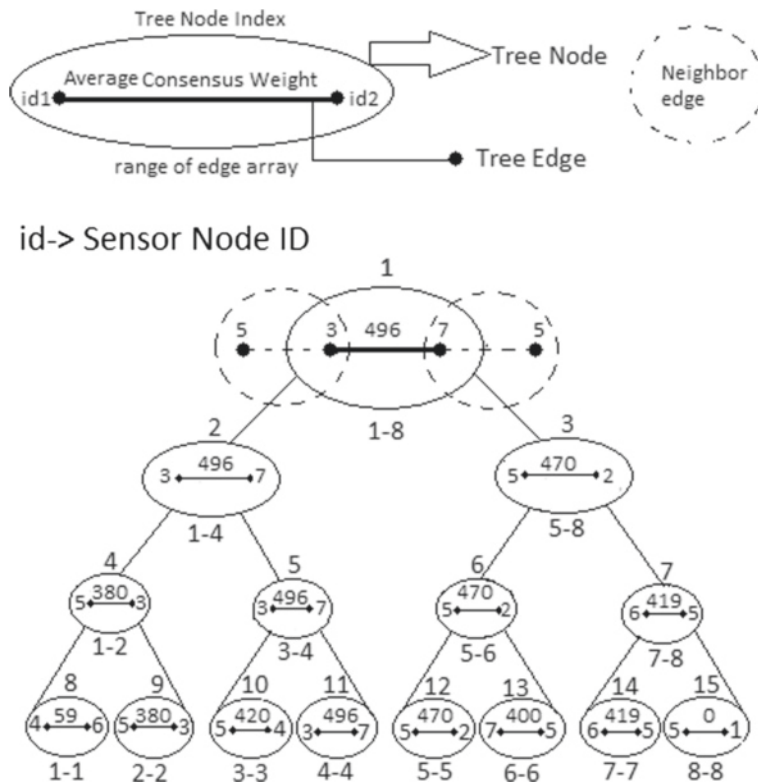 Tree Node Index
Tree Node
Average Consensus Weight
id1
id2
Neighbor
edge
range of edge array
Tree Edge
id-> Sensor Node ID
1
5 3 496 7 5
1-8
2 3
3 496 7 5 470 2
1-4 5-8
4 5 6 7
5 380 3 3 496 7 5 470 2 6 419 5
1-2 3-4 5-6 7-8
8 9 10 11 12 13 14 15
4 59 6 5 380 3 5 420 4 3 496 7 5 470 2 7 400 5 6 419 5 5 0 1
1-1 2-2 3-3 4-4 5-5 6-6 7-7 8-8